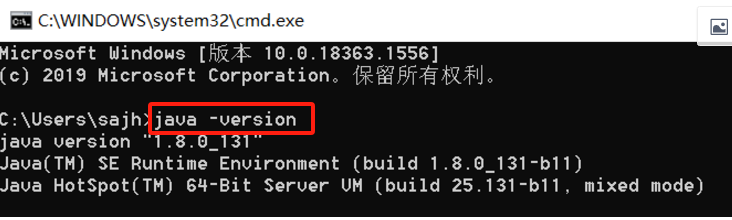 C:\WINDOWS\system32\cmd.exe
Microsoft Windows [版本 10.0.18363.1556]
(c) 2019 Microsoft Corporation。保留所有权利。
C:\Users\sajh>java -version
java version "1.8.0_131"
Java(TM) SE Runtime Environment (build 1.8.0_131-b11)
Java HotSpot(TM) 64-Bit Server VM (build 25.131-b11, mixed mode)